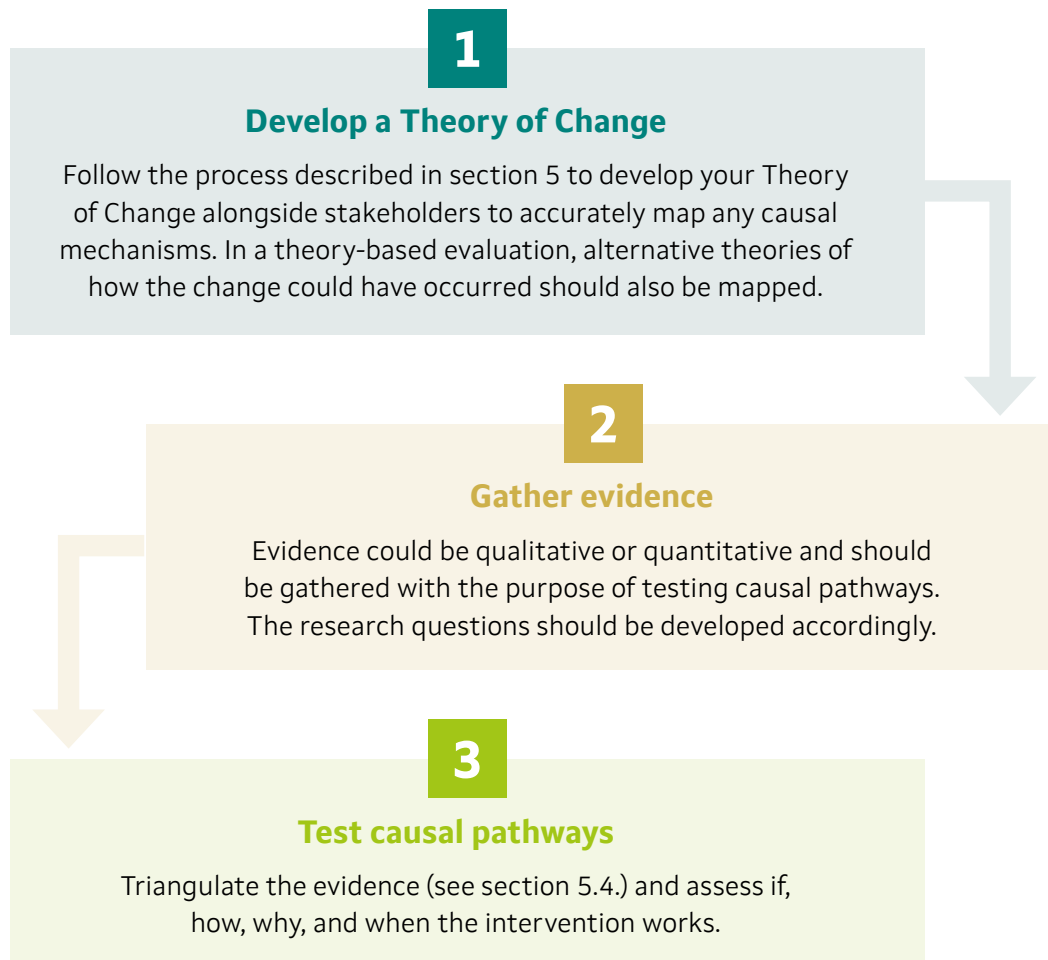 1
Develop a Theory of Change
Follow the process described in section 5 to develop your Theory
of Change alongside stakeholders to accurately map any causal
mechanisms. In a theory-based evaluation, alternative theories of
how the change could have occurred should also be mapped.
2
Gather evidence
Evidence could be qualitative or quantitative and should
be gathered with the purpose of testing causal pathways.
The research questions should be developed accordingly.
3
Test causal pathways
Triangulate the evidence (see section 5.4.) and assess if,
how, why, and when the intervention works.